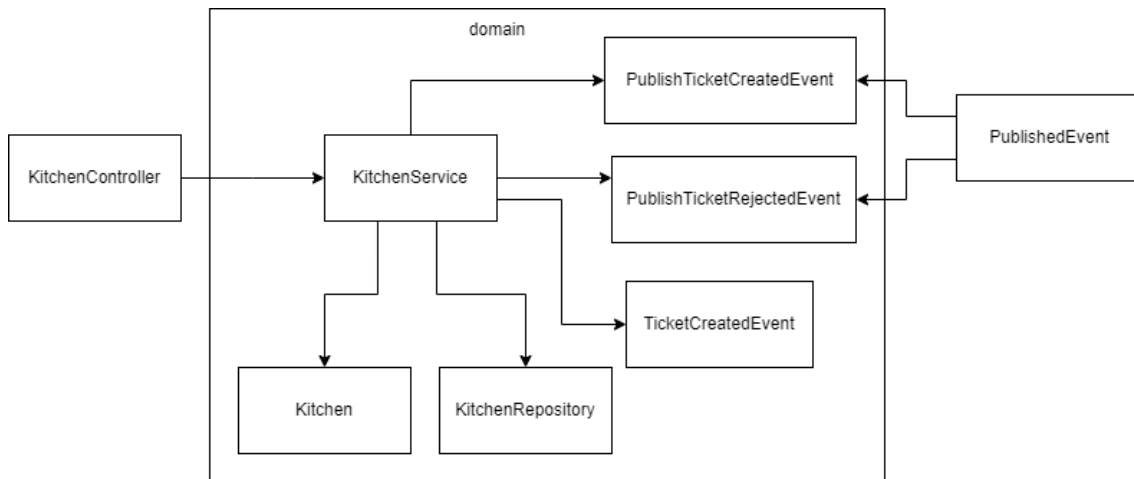 domain
PublishTicketCreatedEvent
PublishedEvent
KitchenController
KitchenService
PublishTicketRejectedEvent
TicketCreatedEvent
Kitchen
KitchenRepository